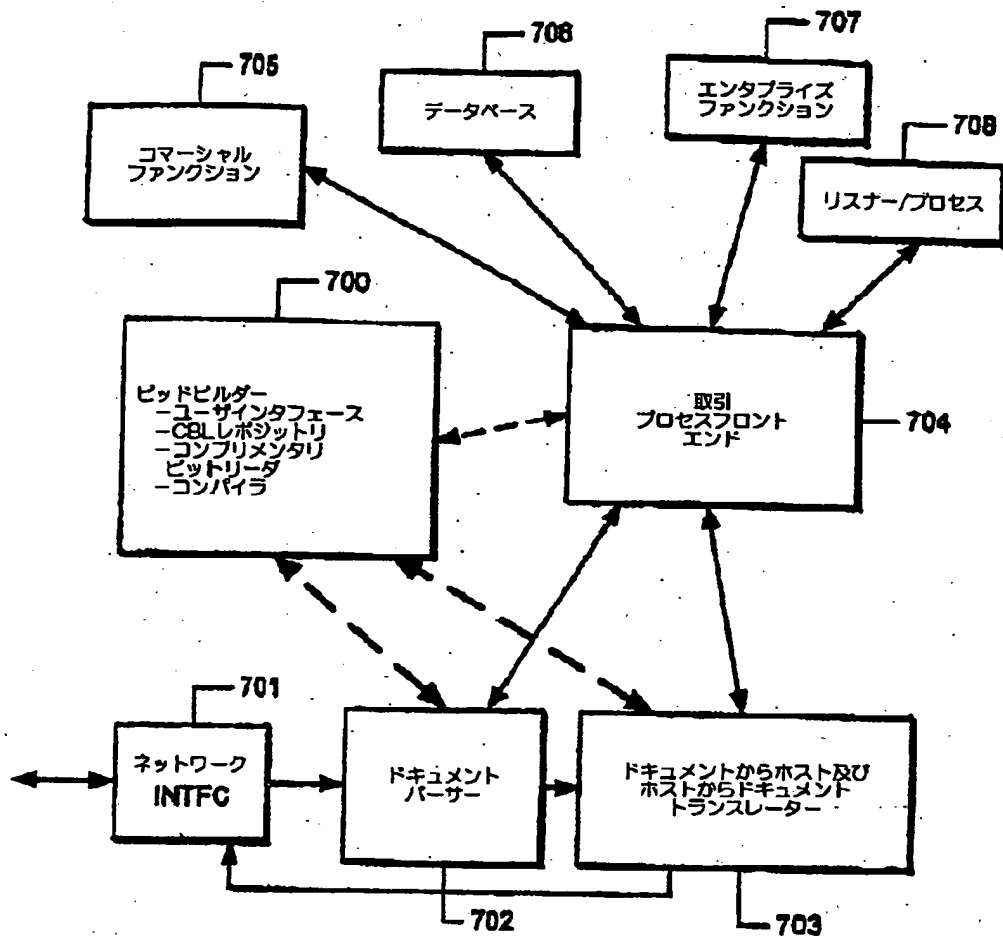 705
コマーシャル
ファンクション
706
データベース
707
エンタプライズ
ファンクション
708
リスナー/プロセス
700
ビッドビルダー
－ユーザインタフェース
－CBLレポジットリ
－コンプリメンタリ
ビットリーダ
－コンパイラ
取引
プロセスフロント
エンド
704
701
ネットワーク
INTFC
ドキュメント
パーサー
702
ドキュメントからホスト及び
ホストからドキュメント
トランスレーター
703